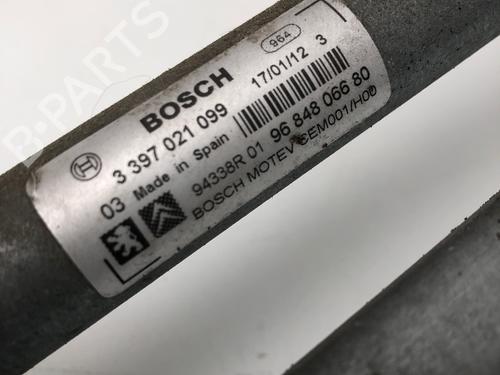 964
BOSCH
17/01/12 3
3 397 021 099
03 Made in Spain
94338R 01 96 848 066 80
BOSCH MOTEV SEM001/H00
B-PARTS